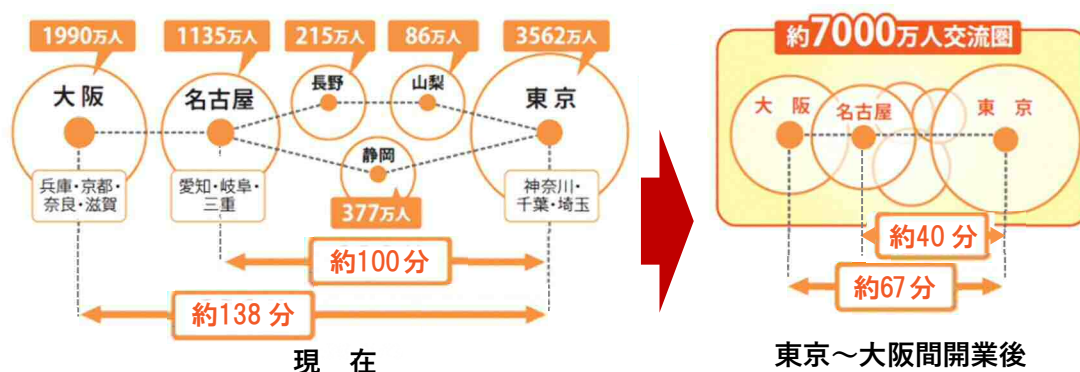 1990万人
1135万人
215万人
86万人
3562万人
大阪
名古屋
長野
山梨
東京
静岡
兵庫・京都・
奈良・滋賀
愛知・岐阜・
三重
377万人
神奈川・
千葉・埼玉
約100分
約138分
現 在
約7000万人交流圏
大 阪
名古屋
東 京
約40分
約67分
東京～大阪間開業後